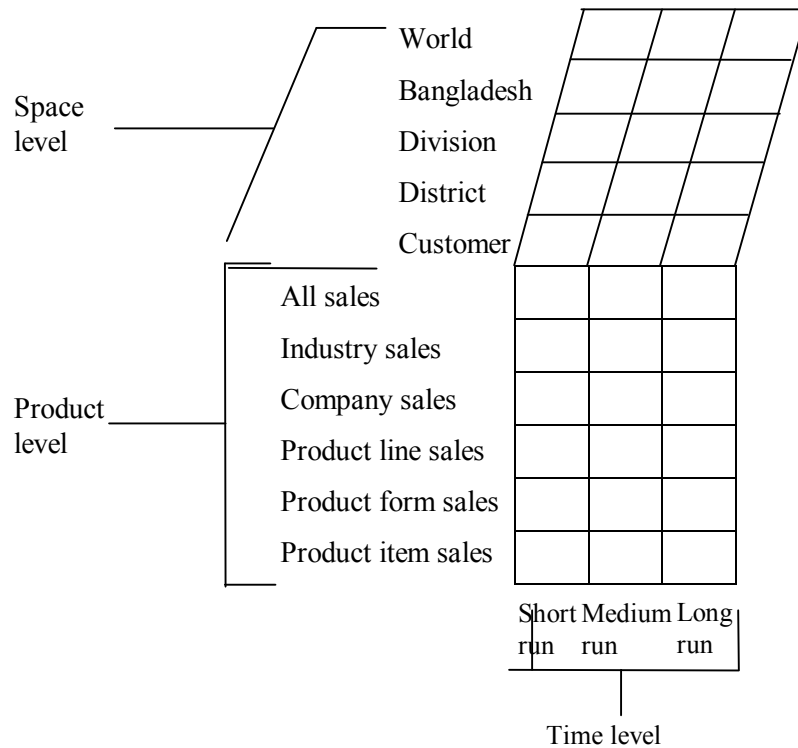 World
Bangladesh
Space
level
Division
District
Customer
All sales
Industry sales
Company sales
Product
level
Product line sales
Product form sales
Product item sales
Short Medium Long
run run run
Time level